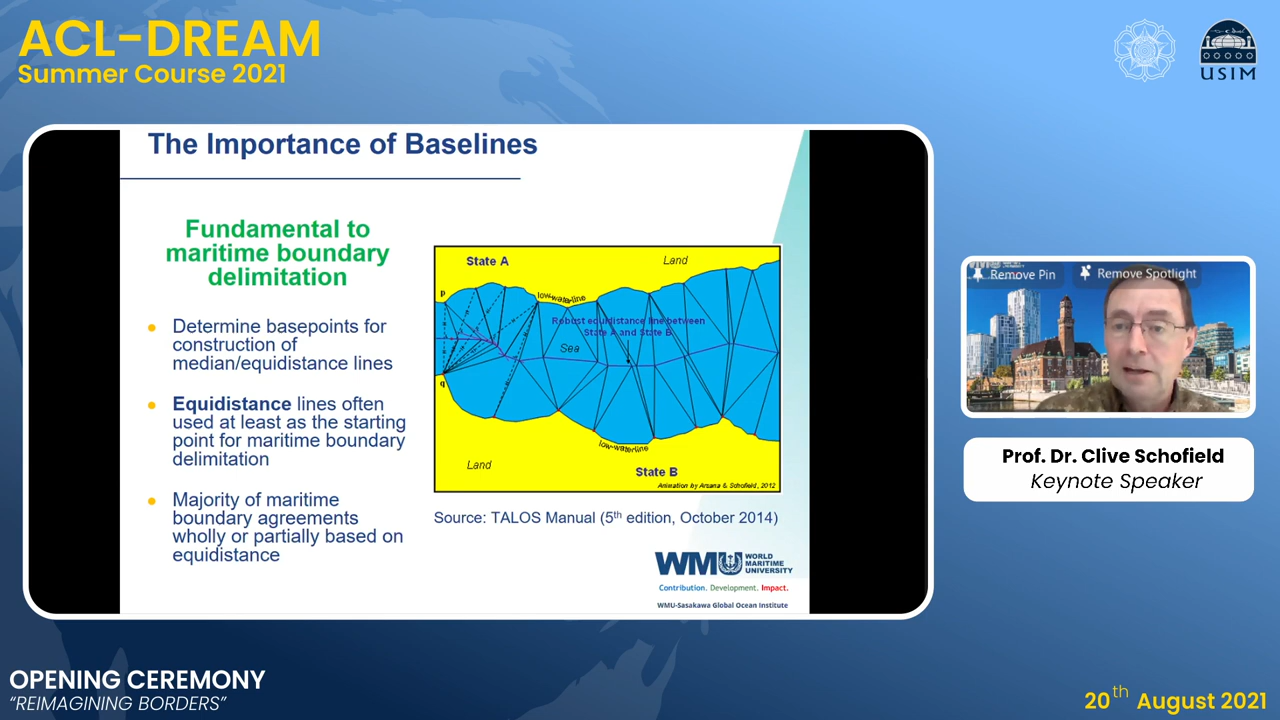 ACL-DREAM
Summer Course 2021
USIM
The Importance of Baselines
Fundamental to
maritime boundary
delimitation
Determine basepoints for
construction of
median/equidistance lines
Equidistance lines often
used at least as the starting
point for maritime boundary
delimitation
Majority of maritime
boundary agreements
wholly or partially based on
equidistance
State A
Land
p
low-waterline
Robust equidistance line between
State A and State B
Sea
q
low-waterline
Land
State B
Animation by Arsana & Schofield, 2012
Source: TALOS Manual (5th edition, October 2014)
WMU WORLD
MARITIME
UNIVERSITY
Contribution. Development. Impact.
WMU-Sasakawa Global Ocean Institute
Remove Pin
Remove Spotlight
Prof. Dr. Clive Schofield
Keynote Speaker
OPENING CEREMONY
“REIMAGINING BORDERS”
20th August 2021